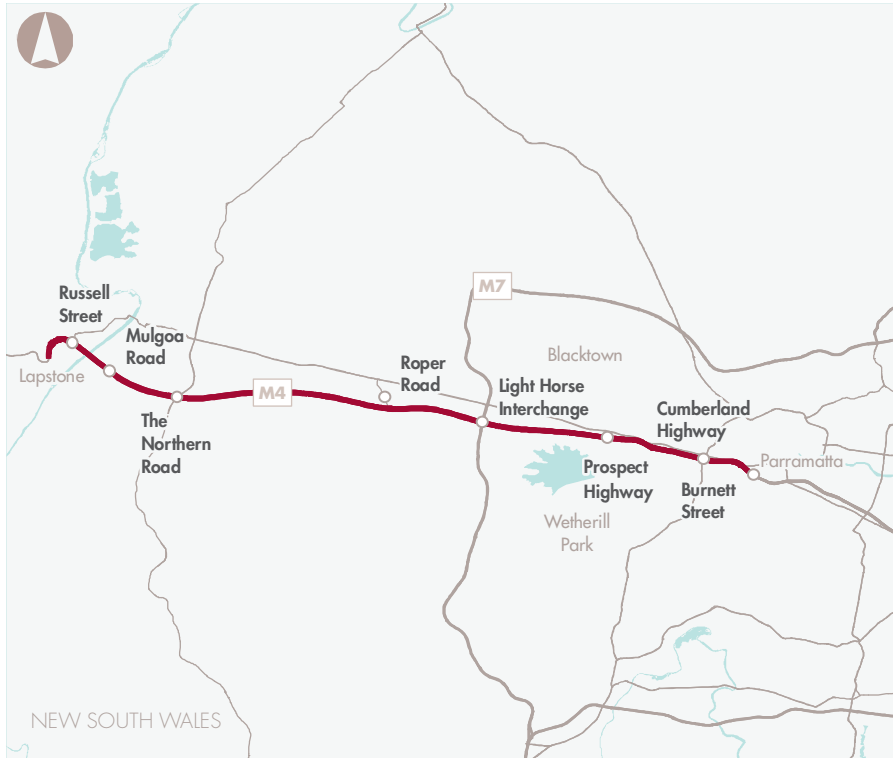 M7
Russell
Street
Mulgoa
Road
Blacktown
Roper
Road
Lapstone
M4
Light Horse
Interchange
Cumberland
Highway
The
Northern
Road
Parramatta
Prospect
Highway
Burnett
Street
Wetherill
Park
NEW SOUTH WALES